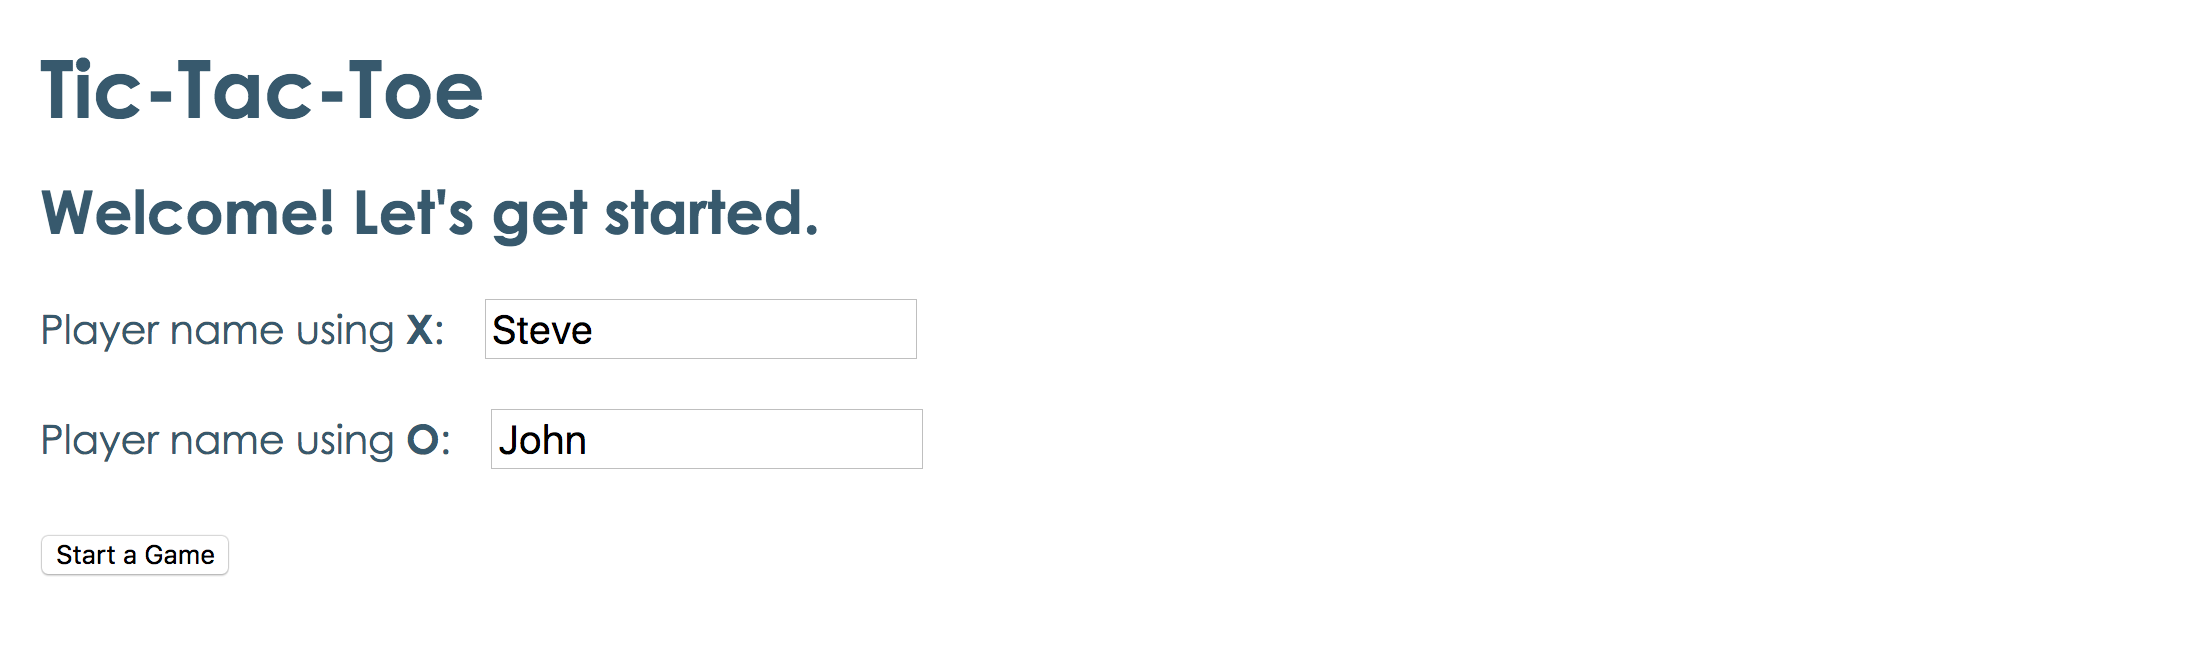 Tic-Tac-Toe
Welcome! Let's get started.
Player name using X: Steve
Player name using O: John
Start a Game